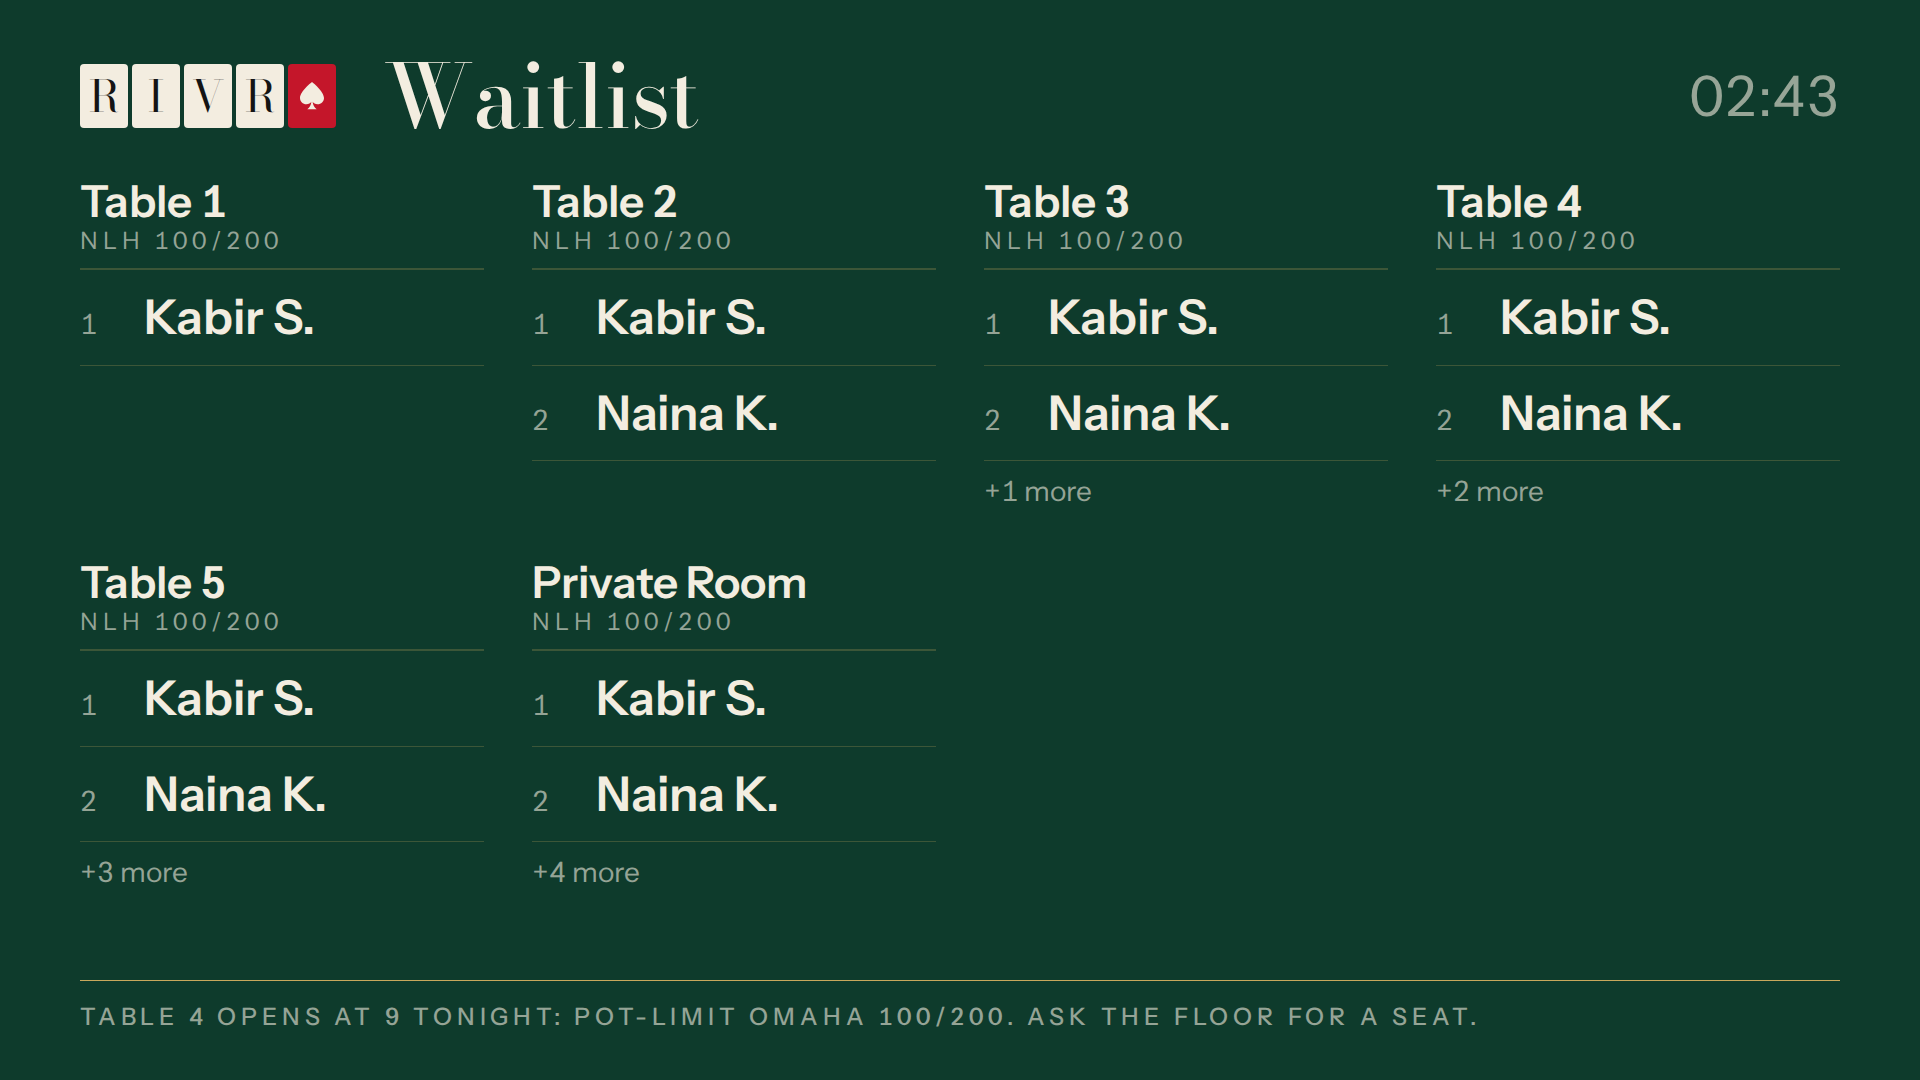 RIVR Waitlist 02:43
Table 1
NLH 100/200
1 Kabir S.
Table 2
NLH 100/200
1 Kabir S.
2 Naina K.
Table 3
NLH 100/200
1 Kabir S.
2 Naina K.
+1 more
Table 4
NLH 100/200
1 Kabir S.
2 Naina K.
+2 more
Table 5
NLH 100/200
1 Kabir S.
2 Naina K.
+3 more
Private Room
NLH 100/200
1 Kabir S.
2 Naina K.
+4 more
TABLE 4 OPENS AT 9 TONIGHT: POT-LIMIT OMAHA 100/200. ASK THE FLOOR FOR A SEAT.